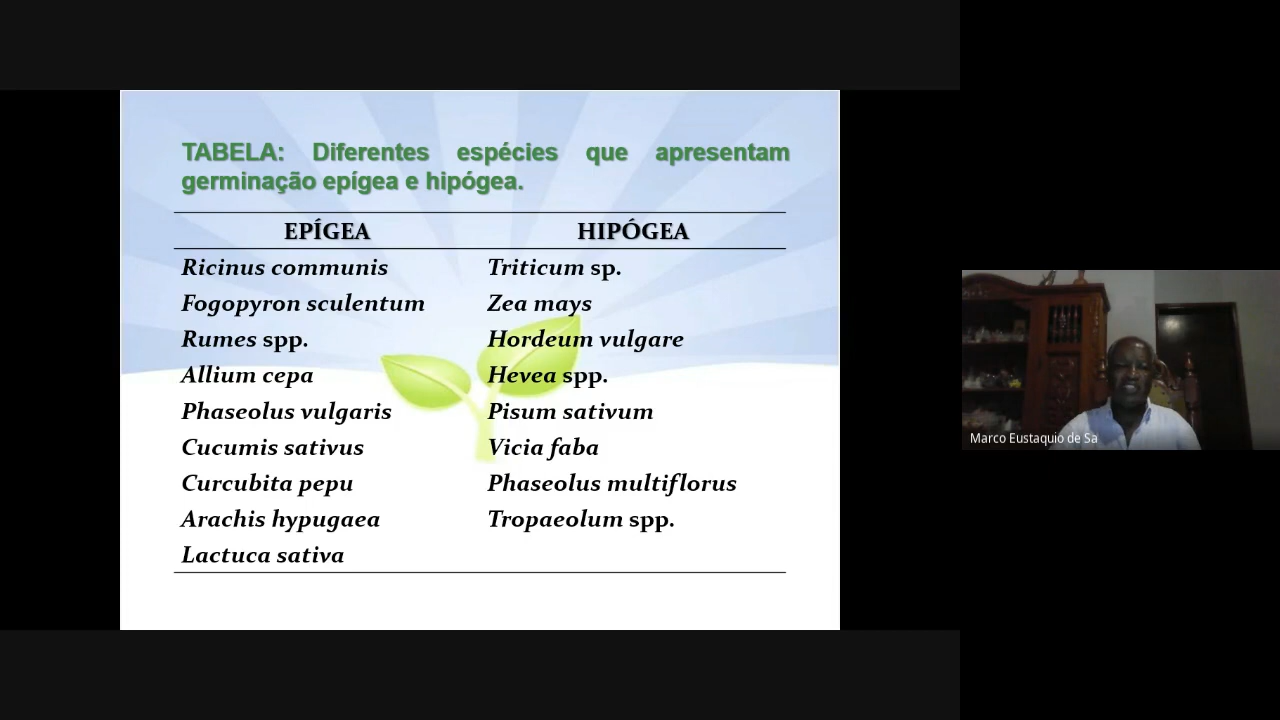 TABELA: Diferentes espécies que apresentam
germinação epígea e hipógea.
EPÍGEA HIPÓGEA
Ricinus communis Triticum sp.
Fogopyron sculentum Zea mays
Rumes spp. Hordeum vulgare
Allium cepa Hevea spp.
Phaseolus vulgaris Pisum sativum
Cucumis sativus Vicia faba
Curcubita pepu Phaseolus multiflorus
Arachis hypugaea Tropaeolum spp.
Lactuca sativa
Marco Eustaquio de Sa